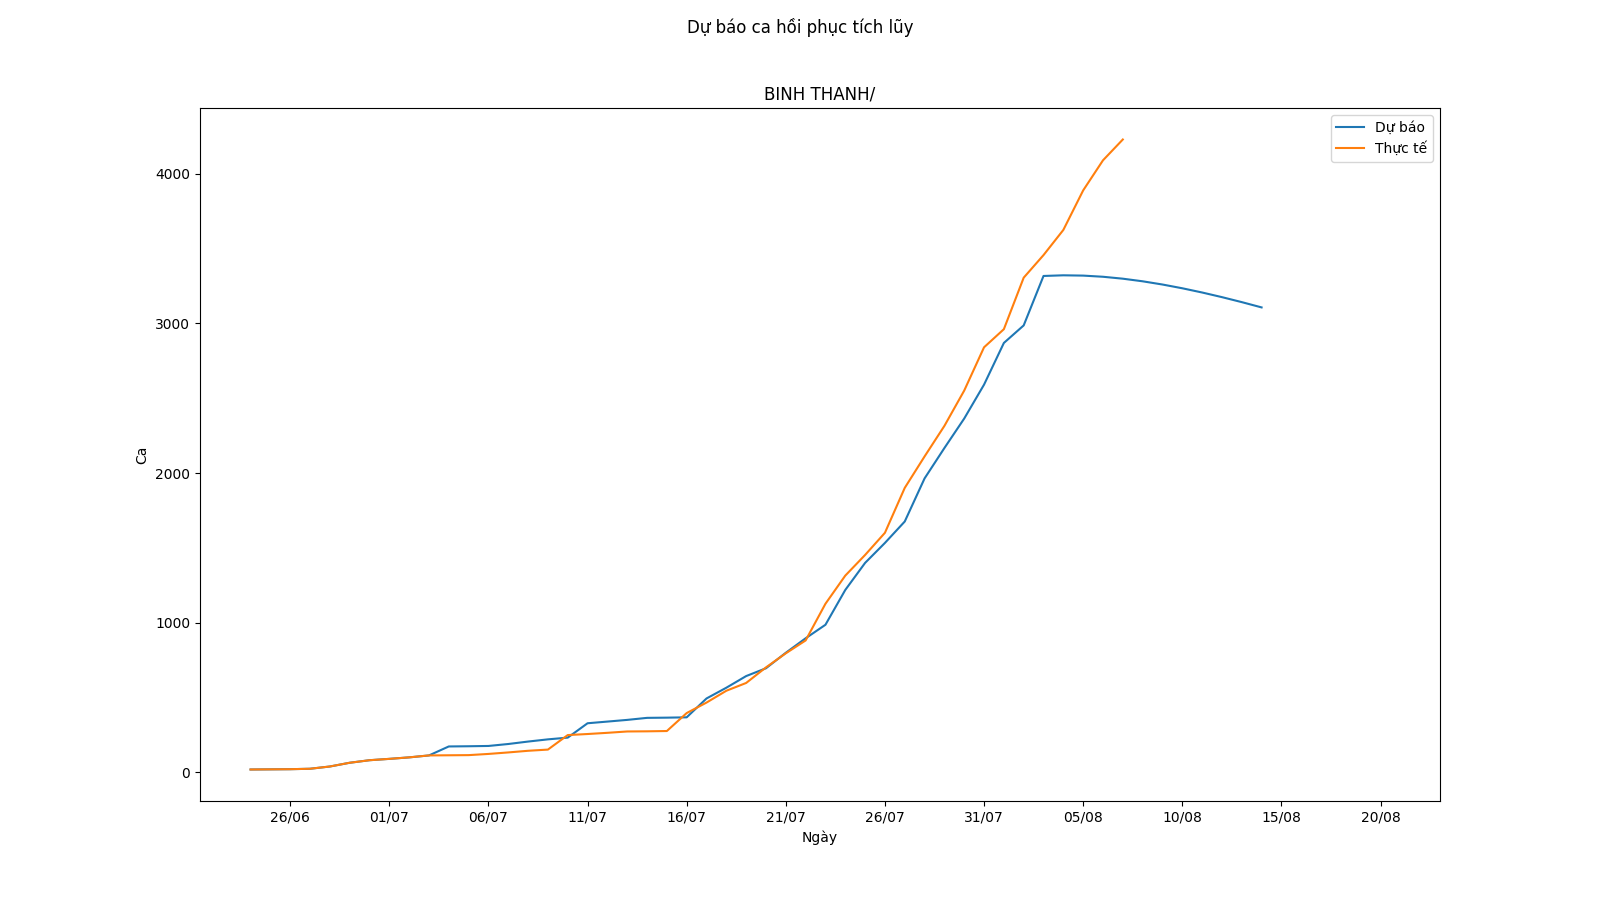 Dự báo ca hồi phục tích lũy
BINH THANH/
Dự báo
Thực tế
4000
3000
2000
1000
0
Ca
26/06 01/07 06/07 11/07 16/07 21/07 26/07 31/07 05/08 10/08 15/08 20/08
Ngày